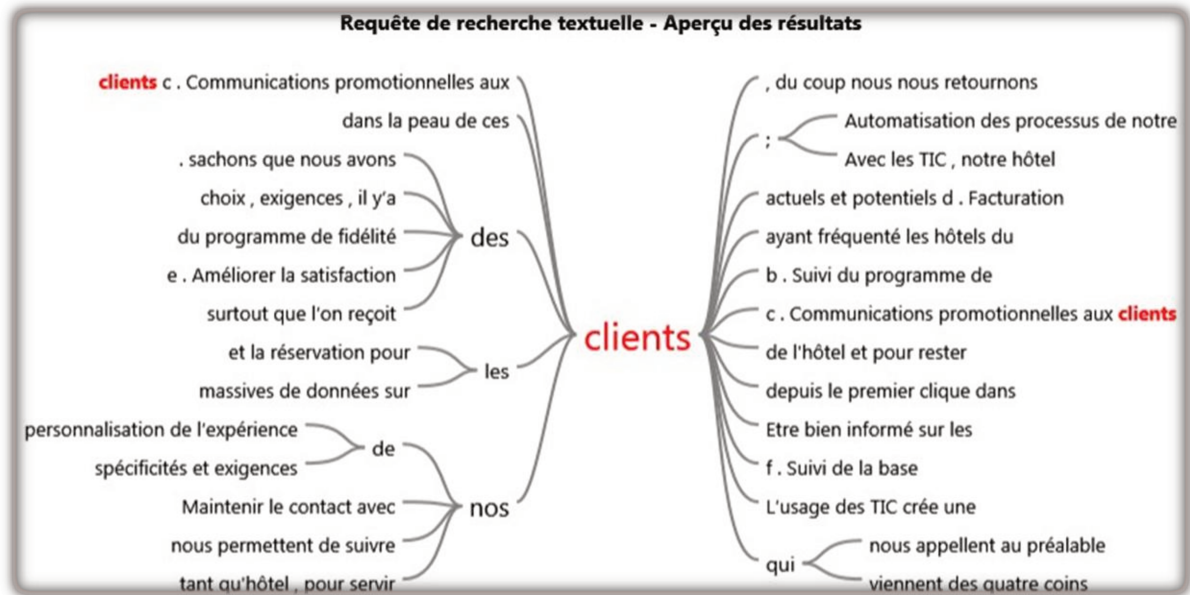 Requête de recherche textuelle - Aperçu des résultats
clients c . Communications promotionnelles aux
dans la peau de ces
. sachons que nous avons
choix , exigences , il y'a
du programme de fidélité
e . Améliorer la satisfaction
surtout que l'on reçoit
des
et la réservation pour
massives de données sur
les
personnalisation de l'expérience
spécificités et exigences
de
Maintenir le contact avec
nous permettent de suivre
tant qu'hôtel , pour servir
nos
clients
, du coup nous nous retournons
;
Automatisation des processus de notre
Avec les TIC , notre hôtel
actuels et potentiels d . Facturation
ayant fréquenté les hôtels du
b . Suivi du programme de
c . Communications promotionnelles aux clients
de l'hôtel et pour rester
depuis le premier clique dans
Etre bien informé sur les
f . Suivi de la base
L'usage des TIC crée une
qui
nous appellent au préalable
viennent des quatre coins